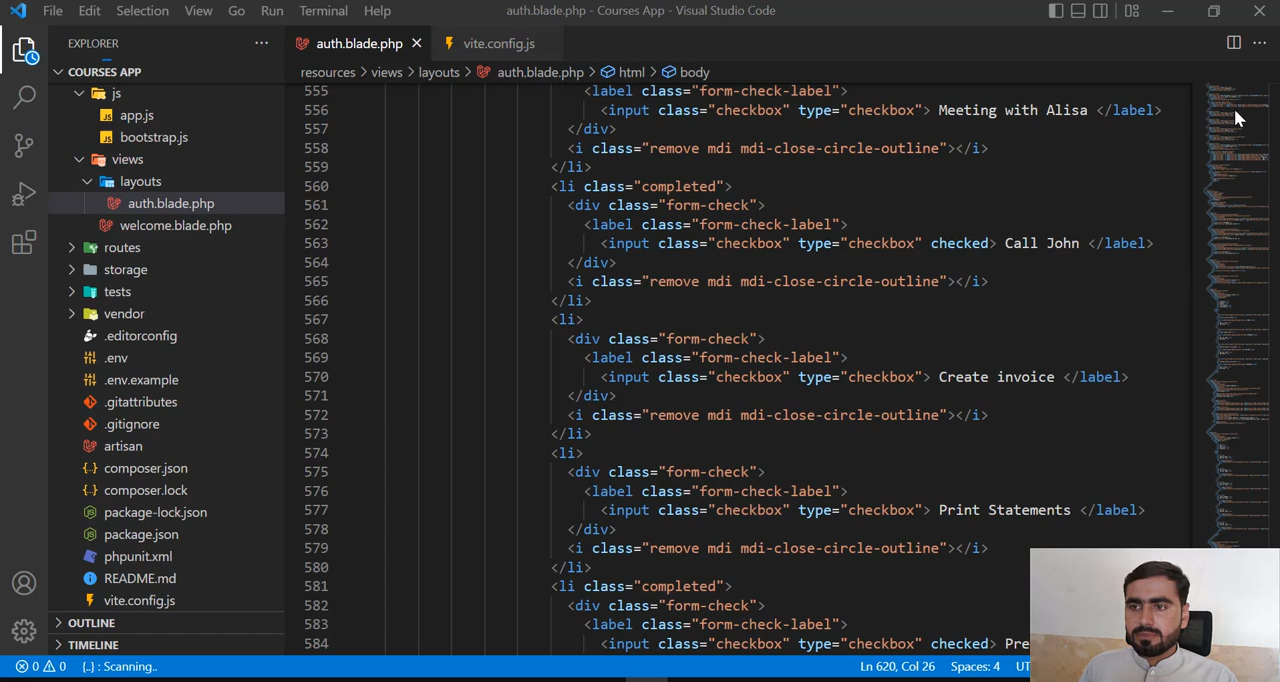 File Edit Selection View Go Run Terminal Help
auth.blade.php - Courses App - Visual Studio Code
EXPLORER
COURSES APP
js
app.js
bootstrap.js
views
layouts
auth.blade.php
welcome.blade.php
routes
storage
tests
vendor
.editorconfig
.env
.env.example
.gitattributes
.gitignore
artisan
composer.json
composer.lock
package-lock.json
package.json
phpunit.xml
README.md
vite.config.js
OUTLINE
TIMELINE
auth.blade.php vite.config.js
resources > views > layouts > auth.blade.php > html > body
555 <label class="form-check-label">
556 <input class="checkbox" type="checkbox"> Meeting with Alisa </label>
557 </div>
558 <i class="remove mdi mdi-close-circle-outline"></i>
559 </li>
560 <li class="completed">
561 <div class="form-check">
562 <label class="form-check-label">
563 <input class="checkbox" type="checkbox" checked> Call John </label>
564 </div>
565 <i class="remove mdi mdi-close-circle-outline"></i>
566 </li>
567 <li>
568 <div class="form-check">
569 <label class="form-check-label">
570 <input class="checkbox" type="checkbox"> Create invoice </label>
571 </div>
572 <i class="remove mdi mdi-close-circle-outline"></i>
573 </li>
574 <li>
575 <div class="form-check">
576 <label class="form-check-label">
577 <input class="checkbox" type="checkbox"> Print Statements </label>
578 </div>
579 <i class="remove mdi mdi-close-circle-outline"></i>
580 </li>
581 <li class="completed">
582 <div class="form-check">
583 <label class="form-check-label">
584 <input class="checkbox" type="checkbox" checked> Pre
0 0 {..} : Scanning.. Ln 620, Col 26 Spaces: 4 UT